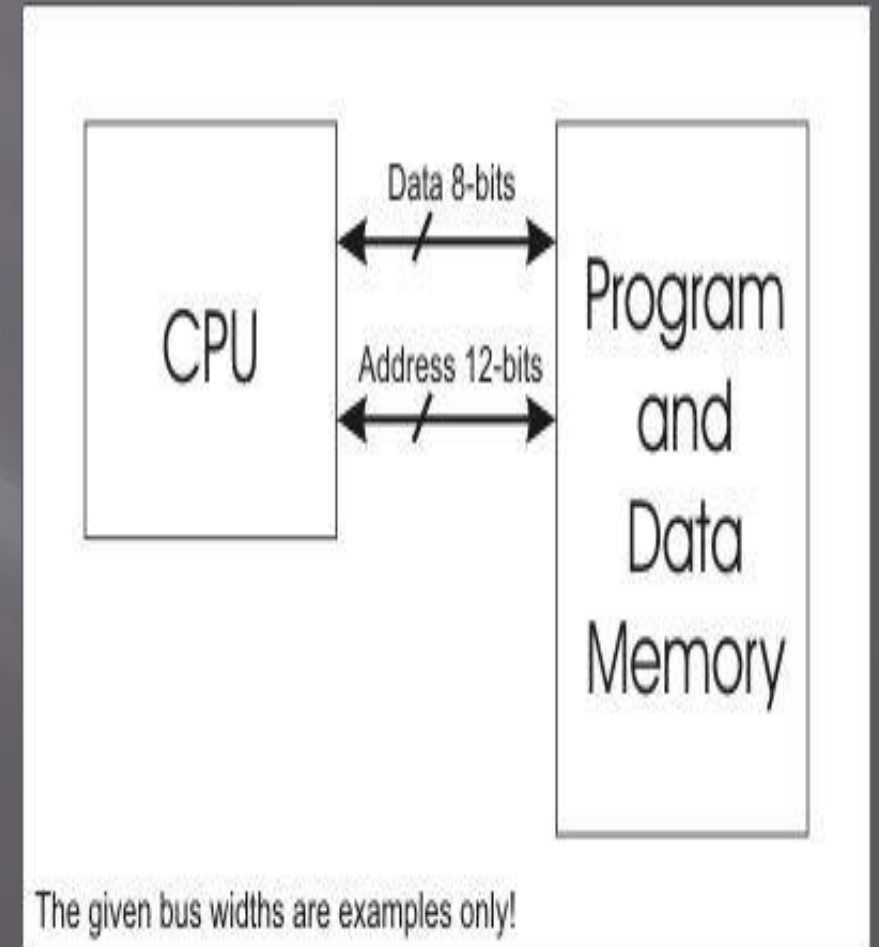 CPU
Data 8-bits
Address 12-bits
Program
and
Data
Memory
The given bus widths are examples only!